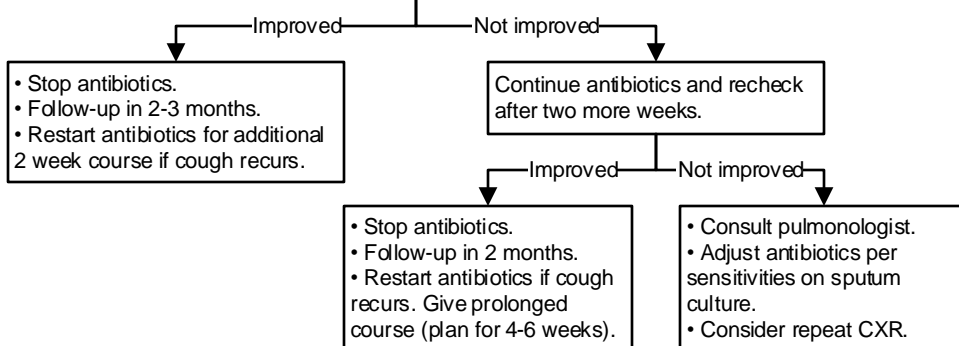 Improved
Not improved
• Stop antibiotics.
• Follow-up in 2-3 months.
• Restart antibiotics for additional
2 week course if cough recurs.
Continue antibiotics and recheck
after two more weeks.
Improved
Not improved
• Stop antibiotics.
• Follow-up in 2 months.
• Restart antibiotics if cough
recurs. Give prolonged
course (plan for 4-6 weeks).
• Consult pulmonologist.
• Adjust antibiotics per
sensitivities on sputum
culture.
• Consider repeat CXR.